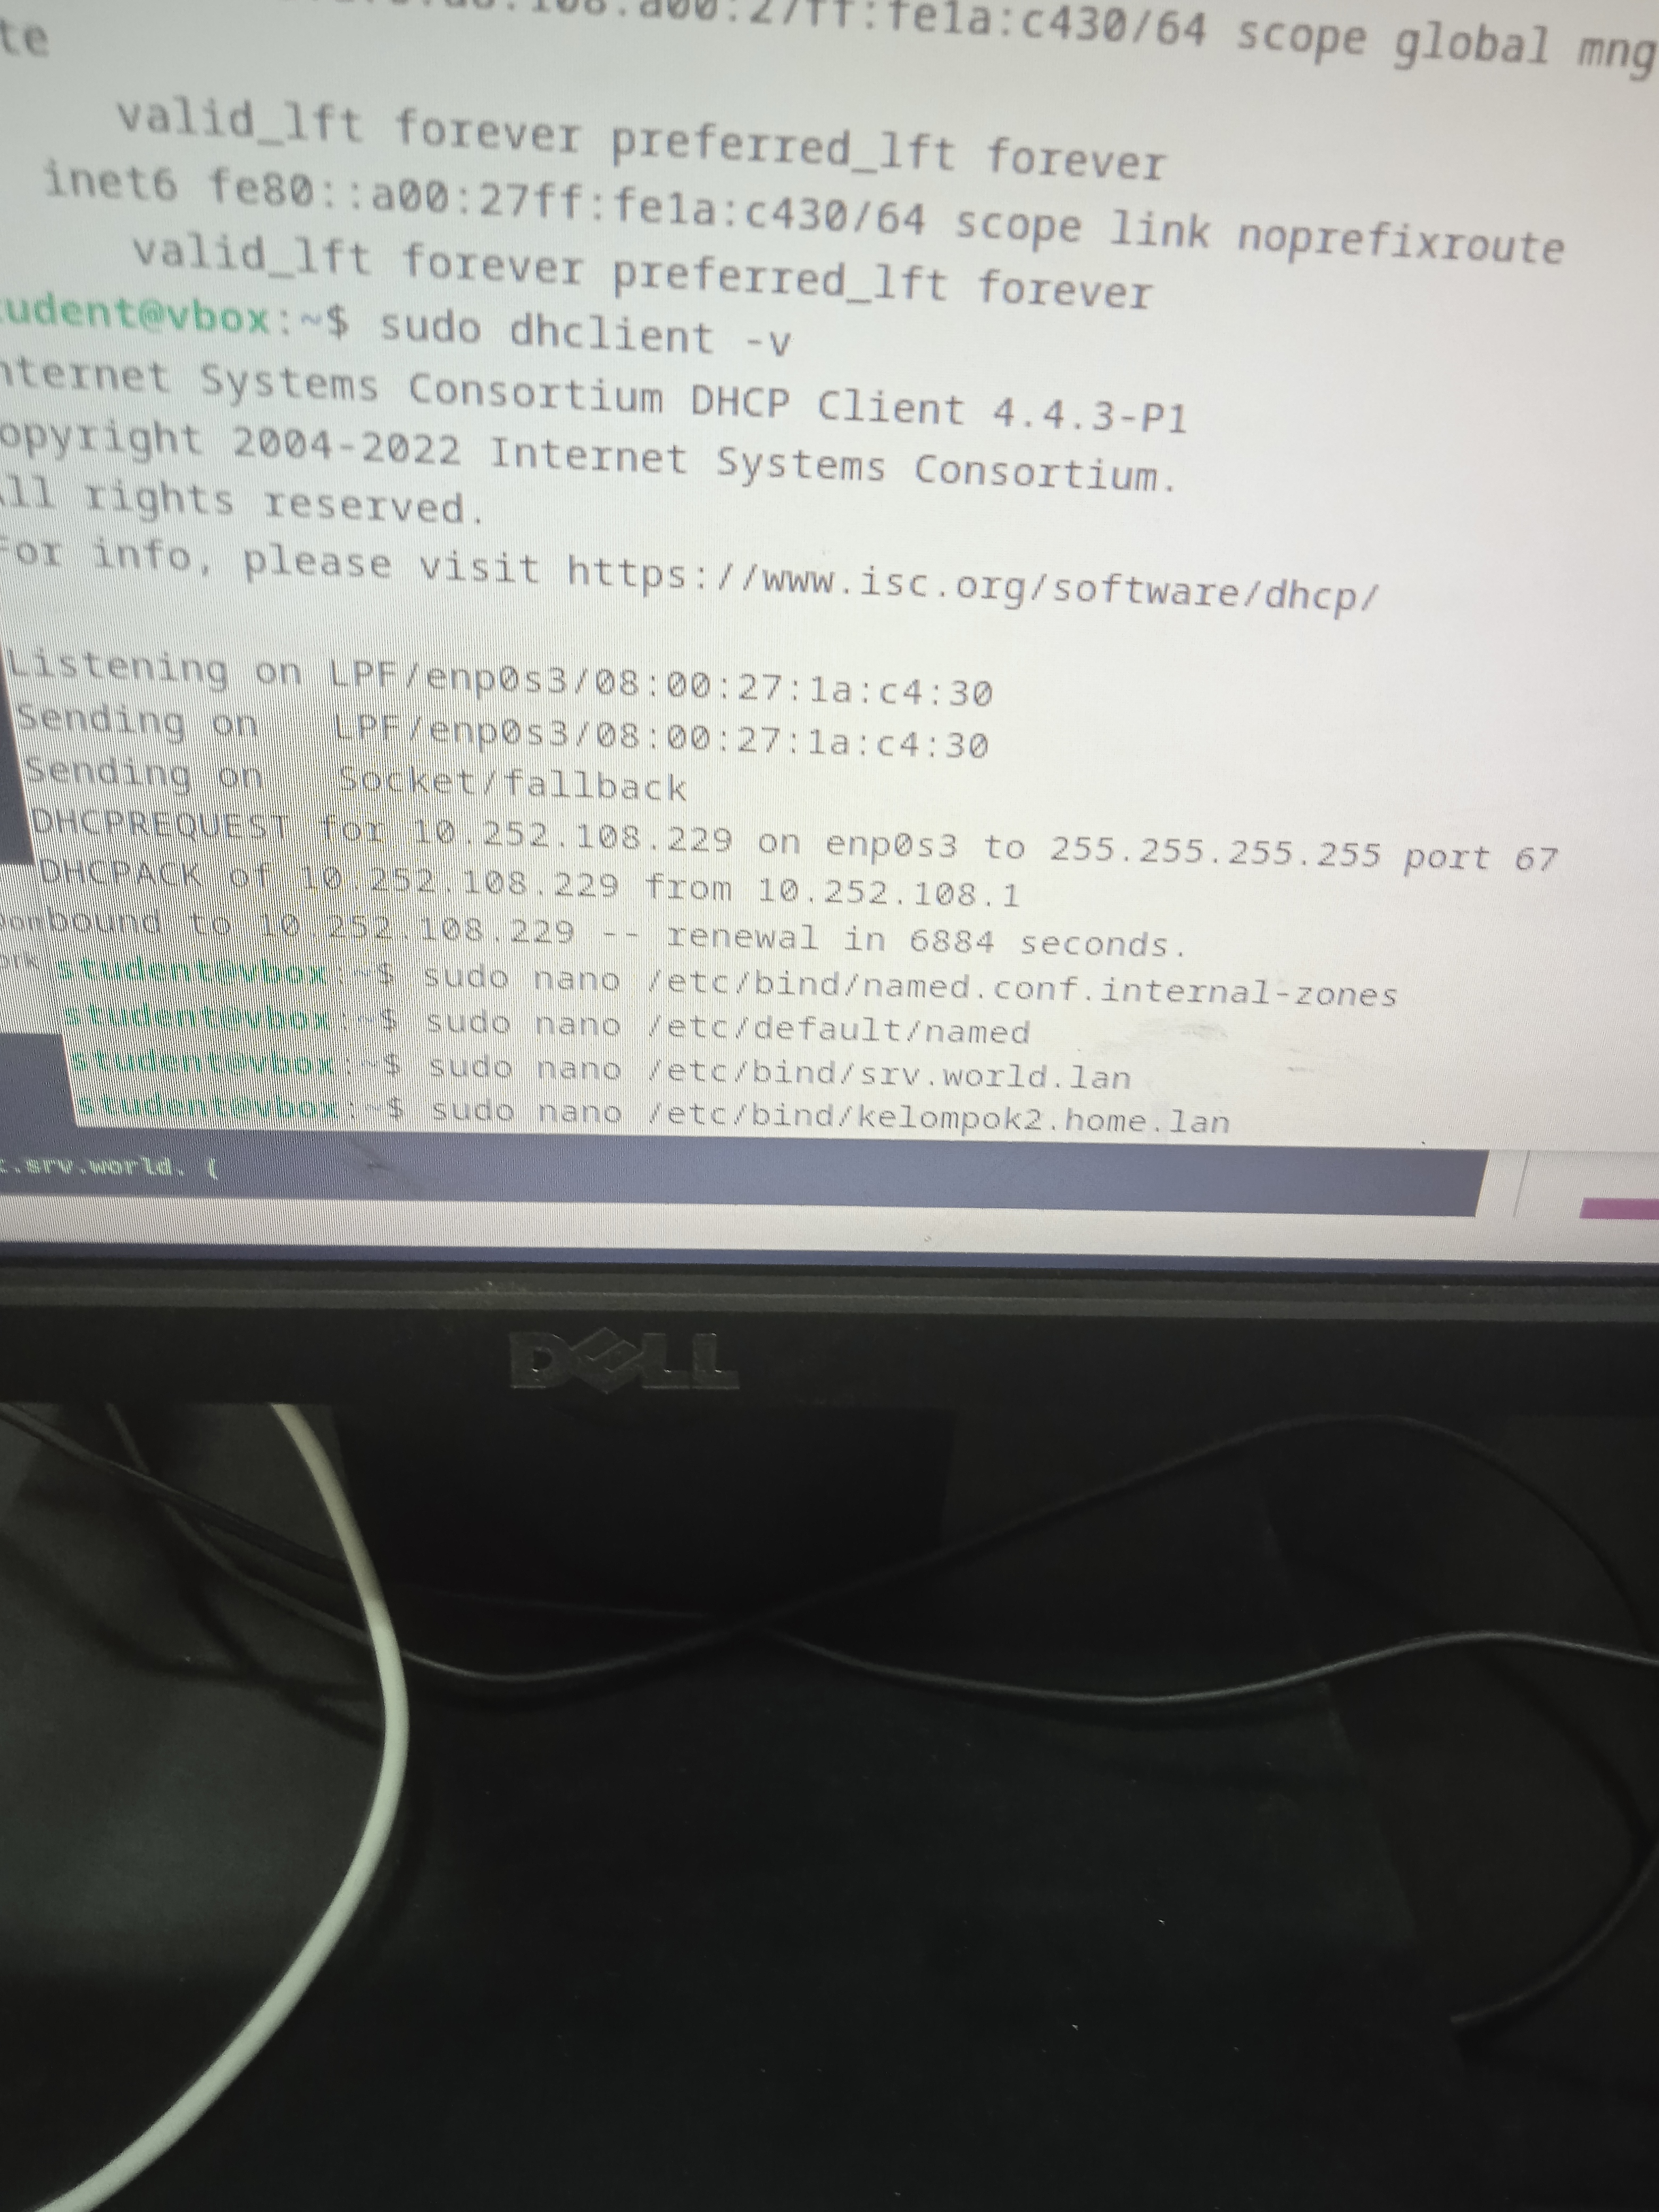 a00:27ff:fe1a:c430/64 scope global mng
te
valid_lft forever preferred_lft forever
inet6 fe80::a00:27ff:fe1a:c430/64 scope link noprefixroute
valid_lft forever preferred_lft forever
tudent@vbox:~$ sudo dhclient -v
nternet Systems Consortium DHCP Client 4.4.3-P1
opyright 2004-2022 Internet Systems Consortium.
ll rights reserved.
For info, please visit https://www.isc.org/software/dhcp/
Listening on LPF/enp0s3/08:00:27:1a:c4:30
Sending on   LPF/enp0s3/08:00:27:1a:c4:30
Sending on   Socket/fallback
DHCPREQUEST for 10.252.108.229 on enp0s3 to 255.255.255.255 port 67
DHCPACK of 10.252.108.229 from 10.252.108.1
bound to 10.252.108.229 -- renewal in 6884 seconds.
student@vbox:~$ sudo nano /etc/bind/named.conf.internal-zones
student@vbox:~$ sudo nano /etc/default/named
student@vbox:~$ sudo nano /etc/bind/srv.world.lan
student@vbox:~$ sudo nano /etc/bind/kelompok2.home.lan
.srv.world. (
DELL